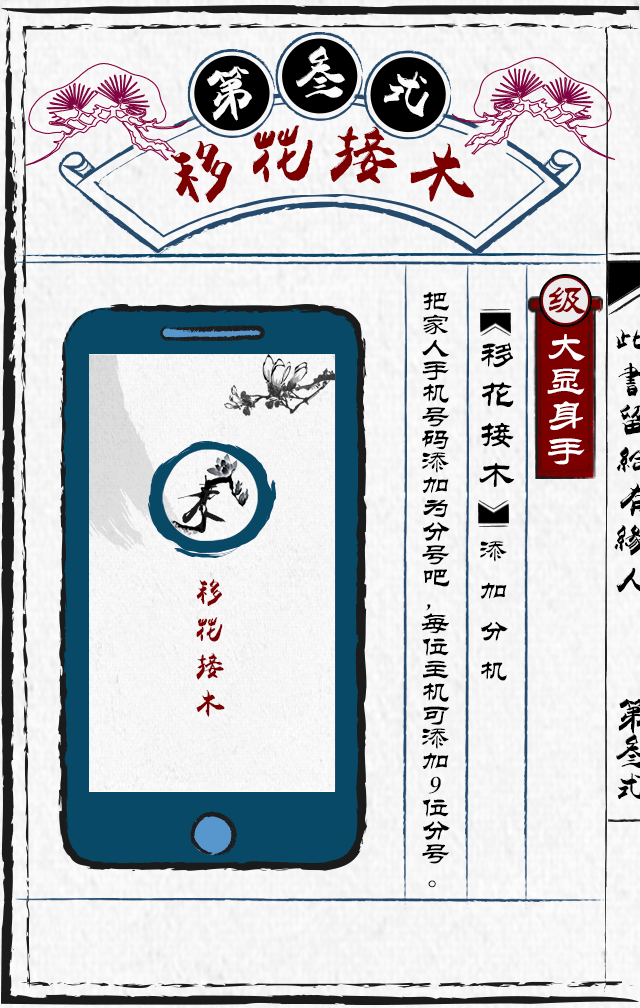 第叁式
移花接木
级
大显身手
【移花接木】添加分机
把家人手机号码添加为分号吧，每位主机可添加9位分号。
木
移花接木
此書留給有緣人
第叁式